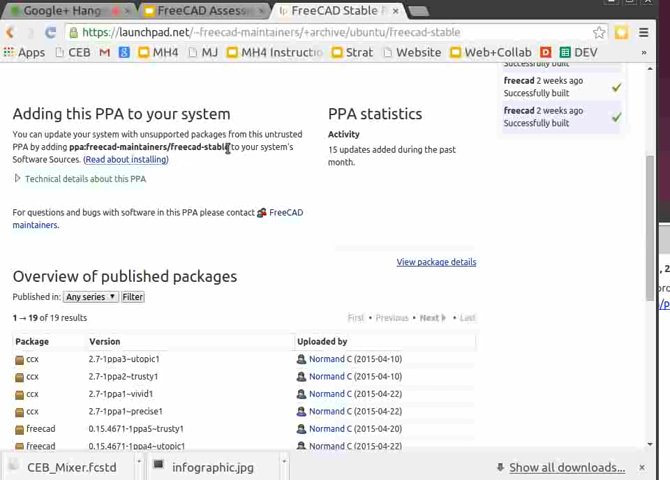 Google+ Hang
FreeCAD Assess
FreeCAD Stable
https://launchpad.net/~freecad-maintainers/+archive/ubuntu/freecad-stable
Apps CEB MH4 MJ MH4 Instructio Strat Website Web+Collab DEV
Successfully built
freecad 2 weeks ago
Successfully built
freecad 2 weeks ago
Successfully built
Adding this PPA to your system
You can update your system with unsupported packages from this untrusted
PPA by adding ppa:freecad-maintainers/freecad-stable to your system's
Software Sources. (Read about installing)
Technical details about this PPA
For questions and bugs with software in this PPA please contact FreeCAD
maintainers.
PPA statistics
Activity
15 updates added during the past
month.
View package details
Overview of published packages
Published in: Any series Filter
1 → 19 of 19 results
First • Previous • Next • Last
Package Version Uploaded by
ccx 2.7-1ppa3~utopic1 Normand C (2015-04-10)
ccx 2.7-1ppa2~trusty1 Normand C (2015-04-10)
ccx 2.7-1ppa1~vivid1 Normand C (2015-04-22)
ccx 2.7-1ppa1~precise1 Normand C (2015-04-22)
freecad 0.15.4671-1ppa5~trusty1 Normand C (2015-04-20)
freecad 0.15.4671-1ppa4~utopic1 Normand C (2015-04-22)
CEB_Mixer.fcstd
infographic.jpg
Show all downloads...